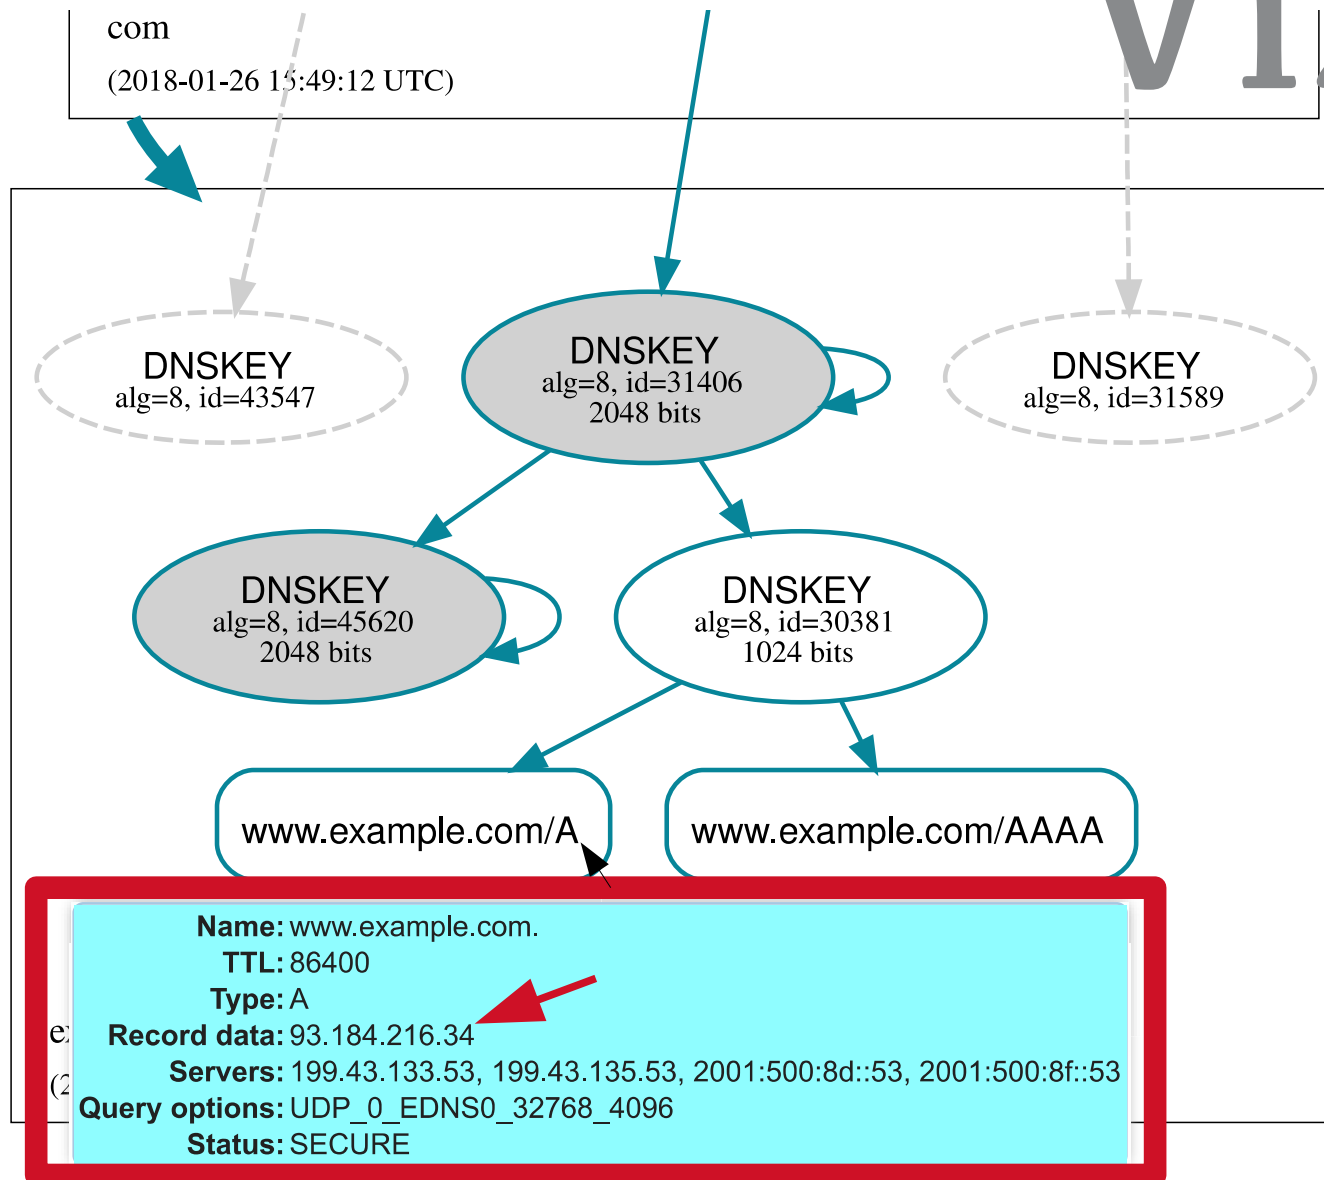 com
(2018-01-26 15:49:12 UTC)
DNSKEY
alg=8, id=43547
DNSKEY
alg=8, id=31406
2048 bits
DNSKEY
alg=8, id=31589
DNSKEY
alg=8, id=45620
2048 bits
DNSKEY
alg=8, id=30381
1024 bits
www.example.com/A
www.example.com/AAAA
Name: www.example.com.
TTL: 86400
Type: A
Record data: 93.184.216.34
Servers: 199.43.133.53, 199.43.135.53, 2001:500:8d::53, 2001:500:8f::53
Query options: UDP_0_EDNS0_32768_4096
Status: SECURE